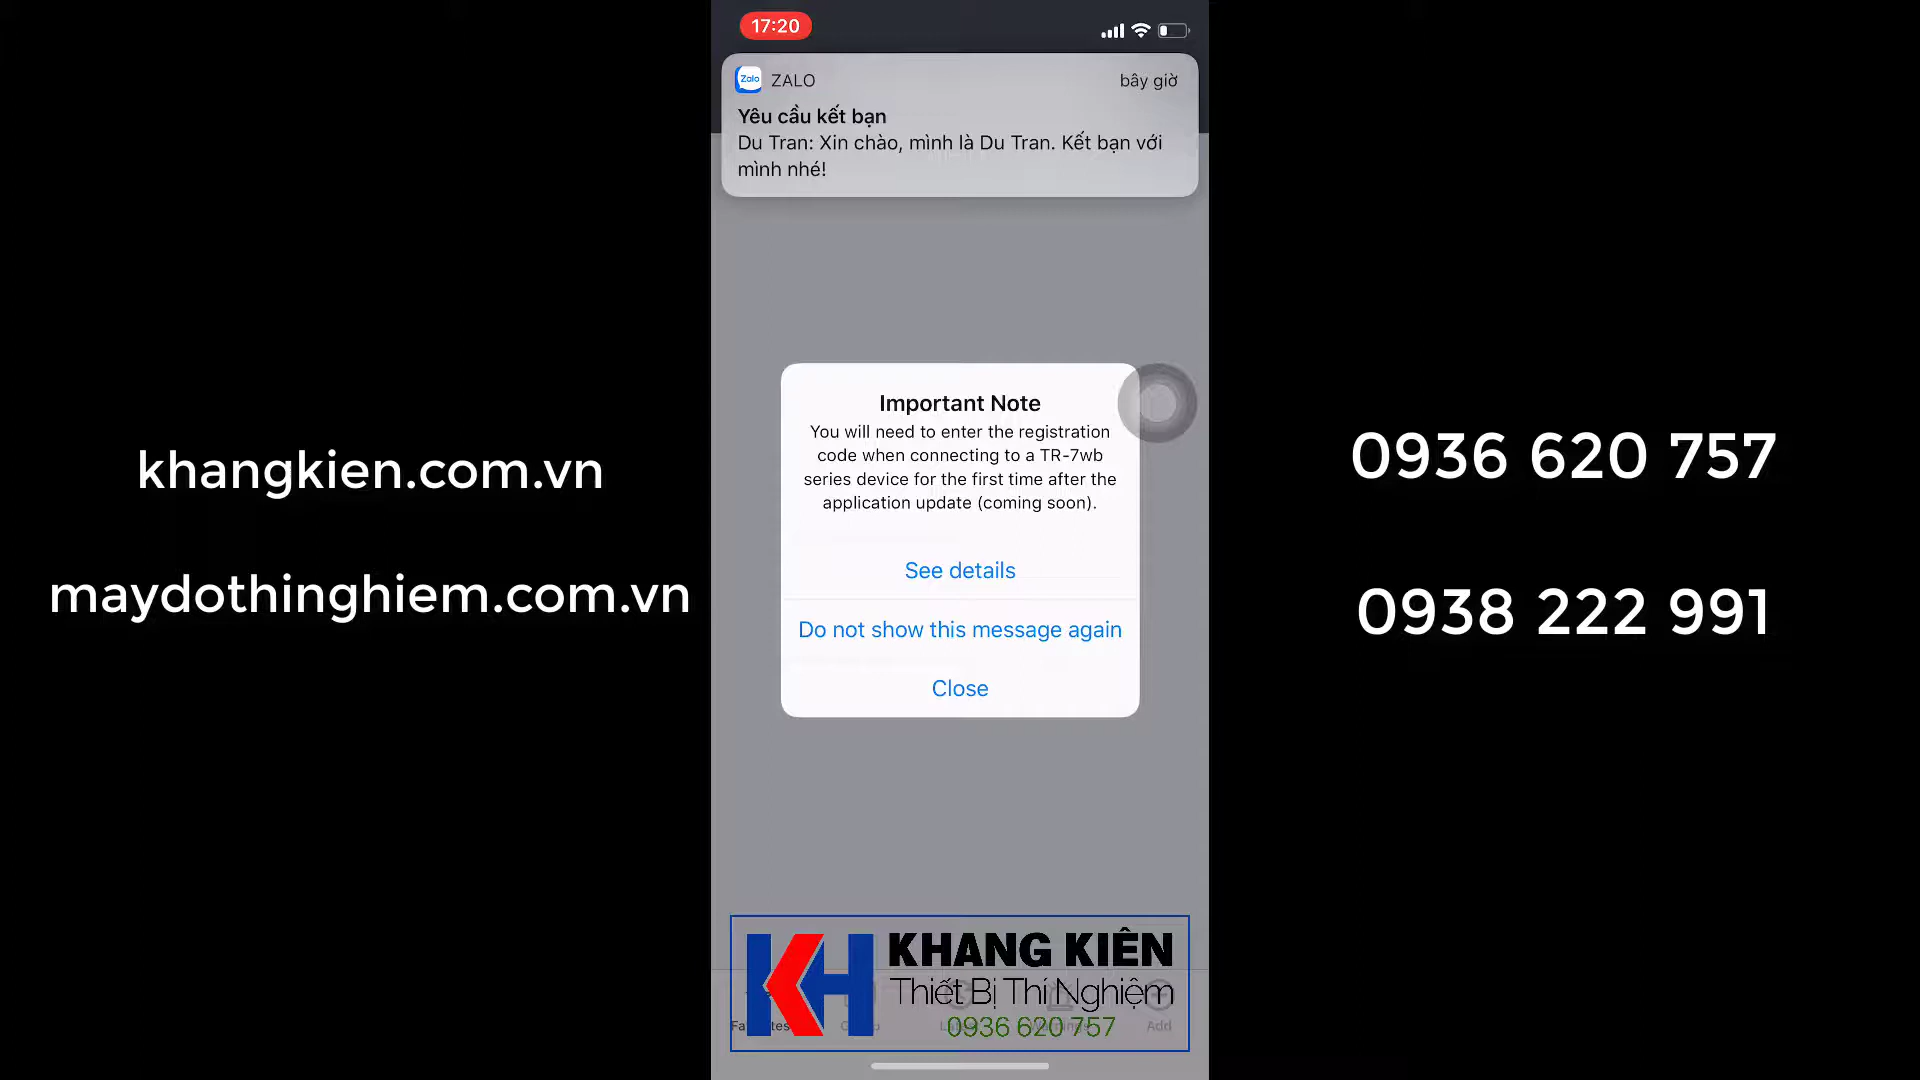 17:20
Zalo
ZALO
bây giờ
Yêu cầu kết bạn
Du Tran: Xin chào, mình là Du Tran. Kết bạn với
mình nhé!
Important Note
You will need to enter the registration
code when connecting to a TR-7wb
series device for the first time after the
application update (coming soon).
See details
Do not show this message again
Close
khangkien.com.vn
maydothinghiem.com.vn
0936 620 757
0938 222 991
KH
KHANG KIÊN
Thiết Bị Thí Nghiệm
0936 620 757
Add